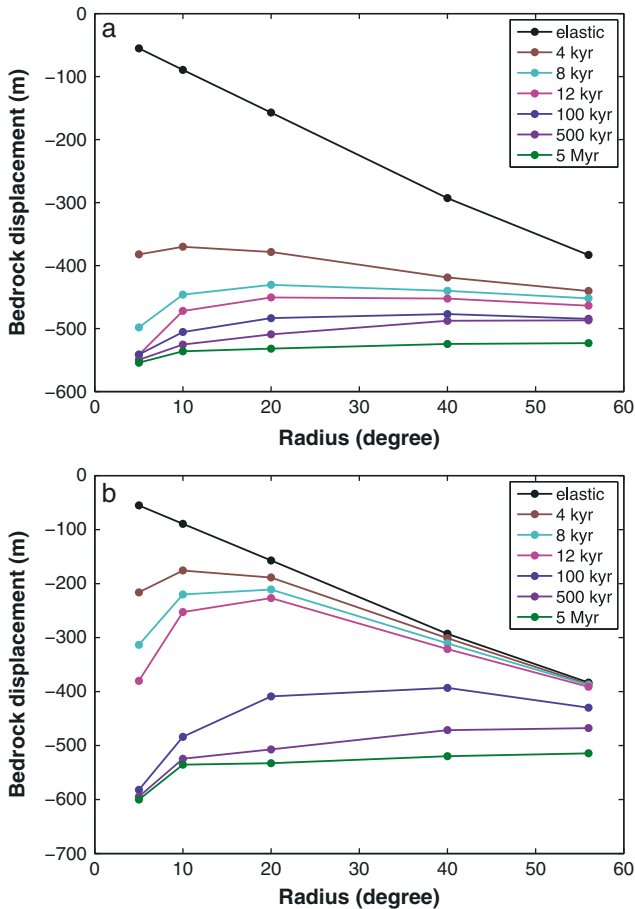 a
0
−100
−200
−300
−400
−500
−600
Bedrock displacement (m)
elastic
4 kyr
8 kyr
12 kyr
100 kyr
500 kyr
5 Myr
0 10 20 30 40 50 60
Radius (degree)
b
0
−100
−200
−300
−400
−500
−600
−700
Bedrock displacement (m)
elastic
4 kyr
8 kyr
12 kyr
100 kyr
500 kyr
5 Myr
0 10 20 30 40 50 60
Radius (degree)